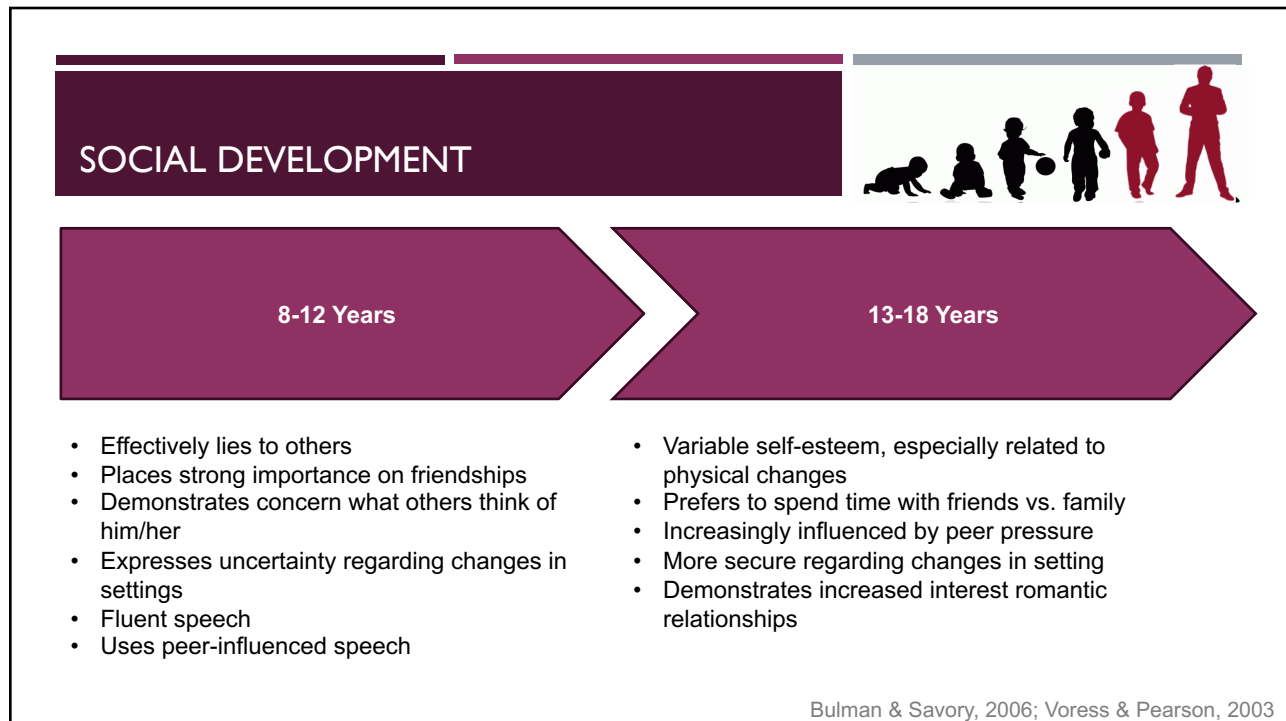 SOCIAL DEVELOPMENT
8-12 Years
13-18 Years
• Effectively lies to others
• Places strong importance on friendships
• Demonstrates concern what others think of
him/her
• Expresses uncertainty regarding changes in
settings
• Fluent speech
• Uses peer-influenced speech
• Variable self-esteem, especially related to
physical changes
• Prefers to spend time with friends vs. family
• Increasingly influenced by peer pressure
• More secure regarding changes in setting
• Demonstrates increased interest romantic
relationships
Bulman & Savory, 2006; Voress & Pearson, 2003